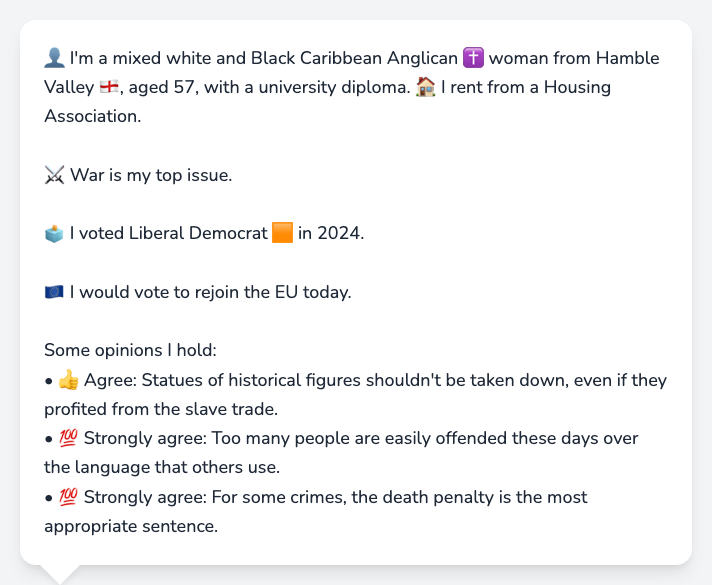 👤 I'm a mixed white and Black Caribbean Anglican ✝️ woman from Hamble
Valley 🏴󠁧󠁢󠁥󠁮󠁧󠁿, aged 57, with a university diploma. 🏠 I rent from a Housing
Association.
⚔️ War is my top issue.
🗳️ I voted Liberal Democrat 🟧 in 2024.
🇪🇺 I would vote to rejoin the EU today.
Some opinions I hold:
• 👍 Agree: Statues of historical figures shouldn't be taken down, even if they
profited from the slave trade.
• 💯 Strongly agree: Too many people are easily offended these days over
the language that others use.
• 💯 Strongly agree: For some crimes, the death penalty is the most
appropriate sentence.